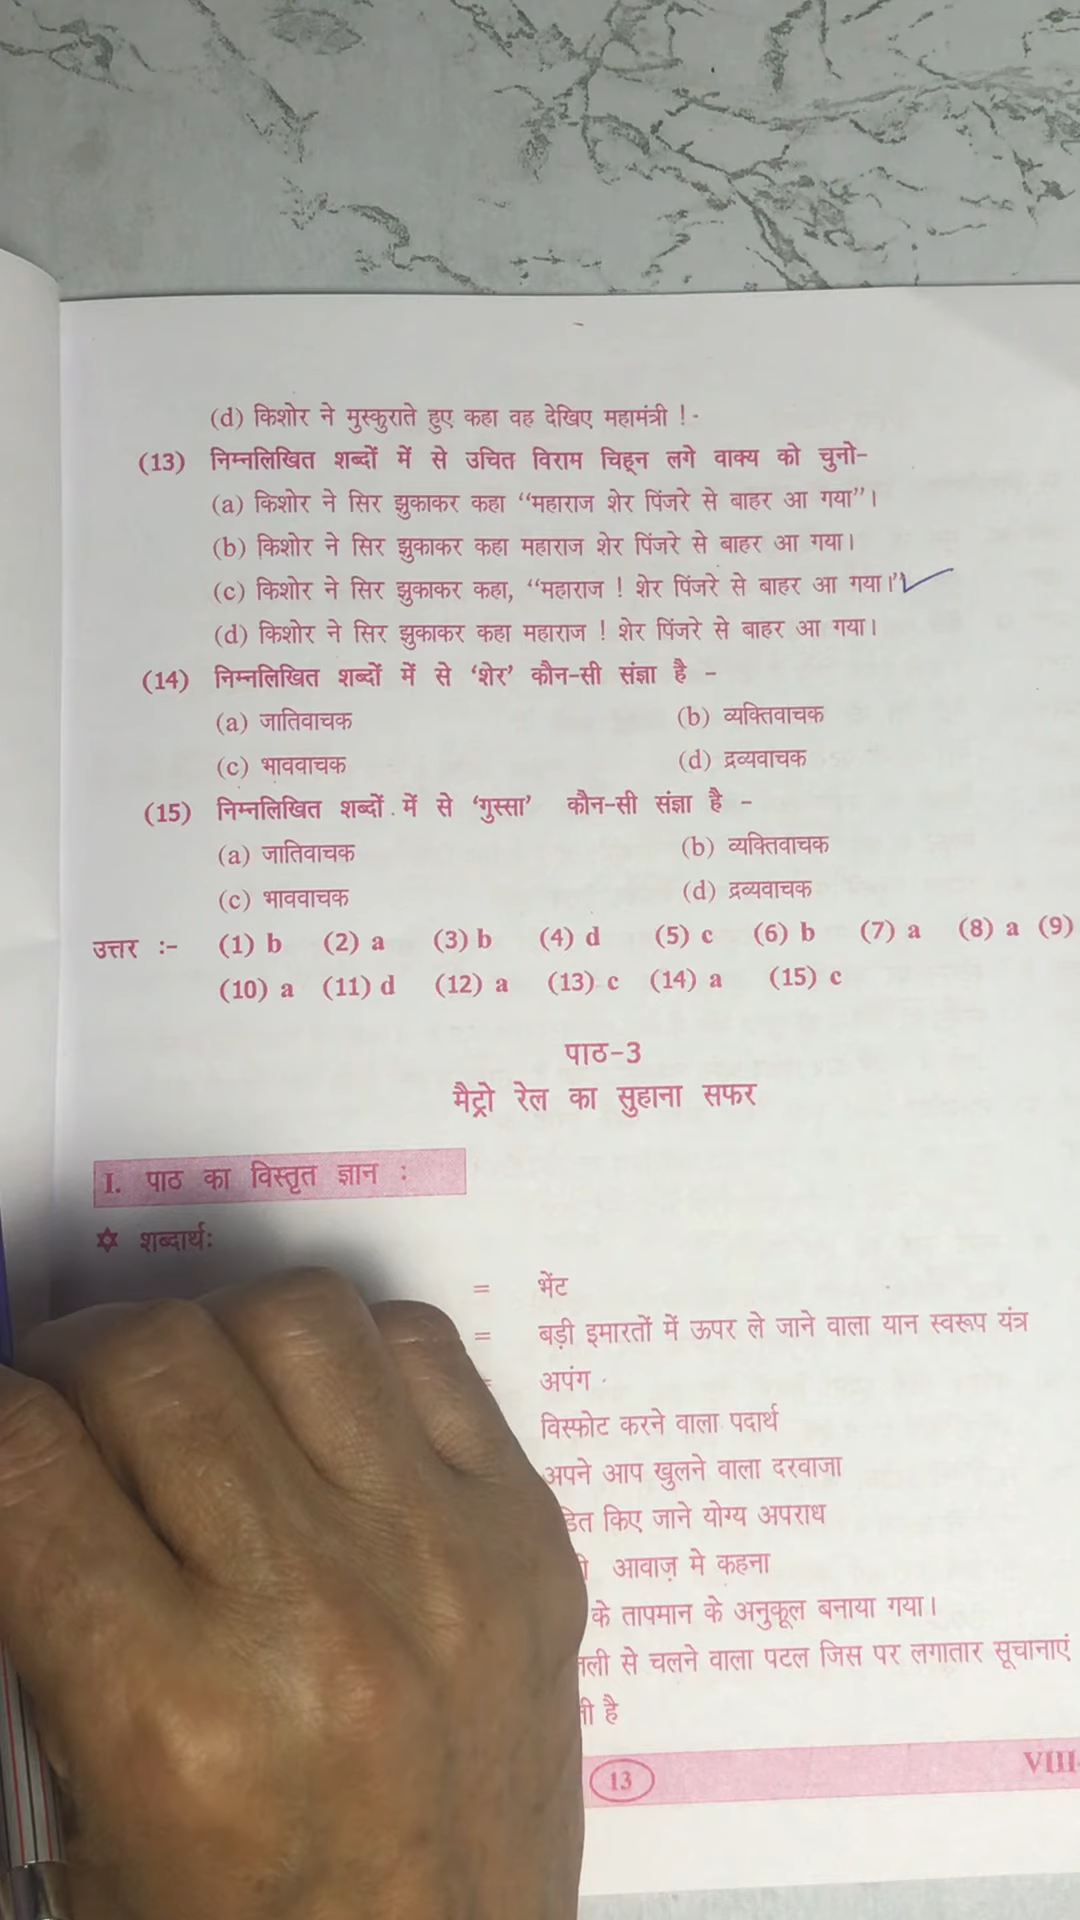 (d) किशोर ने मुस्कुराते हुए कहा वह देखिए महामंत्री ! -
(13) निम्नलिखित शब्दों में से उचित विराम चिह्न लगे वाक्य को चुनो-
(a) किशोर ने सिर झुकाकर कहा “महाराज शेर पिंजरे से बाहर आ गया”।
(b) किशोर ने सिर झुकाकर कहा महाराज शेर पिंजरे से बाहर आ गया।
(c) किशोर ने सिर झुकाकर कहा, “महाराज ! शेर पिंजरे से बाहर आ गया।”
(d) किशोर ने सिर झुकाकर कहा महाराज ! शेर पिंजरे से बाहर आ गया।
(14) निम्नलिखित शब्दों में से ‘शेर’ कौन-सी संज्ञा है -
(a) जातिवाचक (b) व्यक्तिवाचक
(c) भाववाचक (d) द्रव्यवाचक
(15) निम्नलिखित शब्दों में से ‘गुस्सा’ कौन-सी संज्ञा है -
(a) जातिवाचक (b) व्यक्तिवाचक
(c) भाववाचक (d) द्रव्यवाचक
उत्तर :- (1) b (2) a (3) b (4) d (5) c (6) b (7) a (8) a (9)
(10) a (11) d (12) a (13) c (14) a (15) c
पाठ-3
मैट्रो रेल का सुहाना सफर
I. पाठ का विस्तृत ज्ञान :
✡ शब्दार्थ:
= भेंट
= बड़ी इमारतों में ऊपर ले जाने वाला यान स्वरूप यंत्र
अपंग
विस्फोट करने वाला पदार्थ
अपने आप खुलने वाला दरवाजा
किए जाने योग्य अपराध
आवाज़ मे कहना
के तापमान के अनुकूल बनाया गया।
से चलने वाला पटल जिस पर लगातार सूचानाएं
है
13
VIII